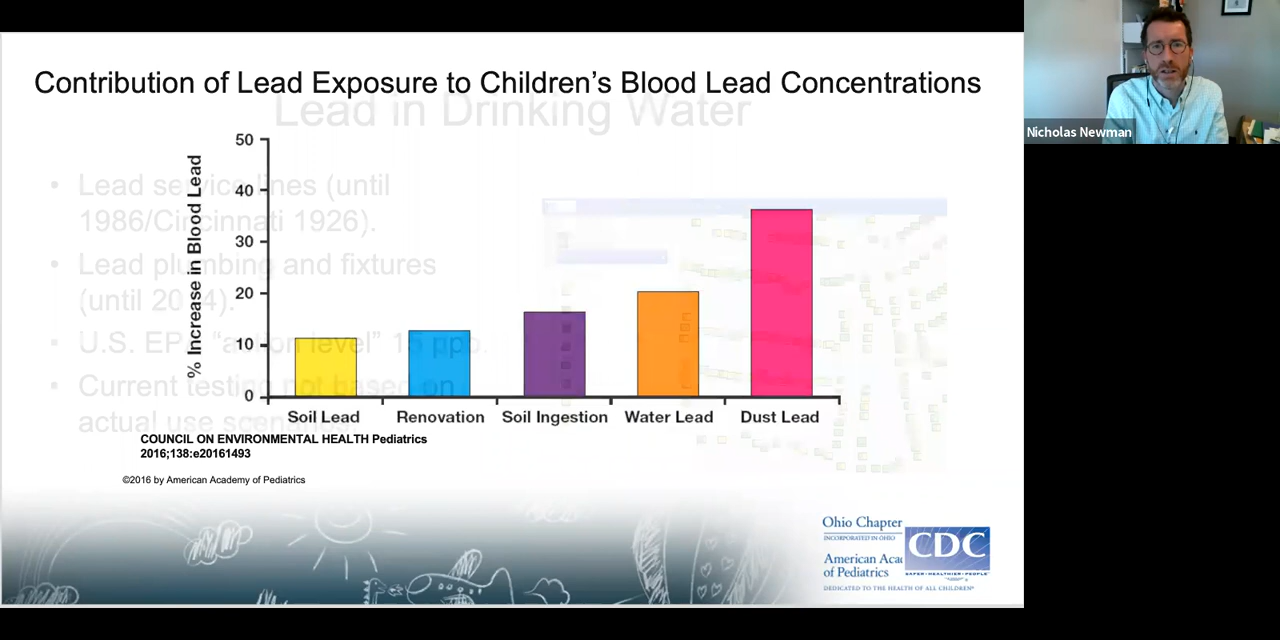 Contribution of Lead Exposure to Children's Blood Lead Concentrations
Lead in Drinking Water
Nicholas Newman
50
40
30
20
10
0
% Increase in Blood Lead
Soil Lead
Renovation
Soil Ingestion
Water Lead
Dust Lead
• Lead service lines (until
1986/Cincinnati 1926).
• Lead plumbing and fixtures
(until 2014).
• U.S. EPA "action level" 15 ppb.
• Current testing not based on
actual use scenarios.
COUNCIL ON ENVIRONMENTAL HEALTH Pediatrics
2016;138:e20161493
©2016 by American Academy of Pediatrics
Ohio Chapter
INCORPORATED IN OHIO
American Aca
of Pediatrics
DEDICATED TO THE HEALTH OF ALL CHILDREN
CDC
SAFER•HEALTHIER•PEOPLE